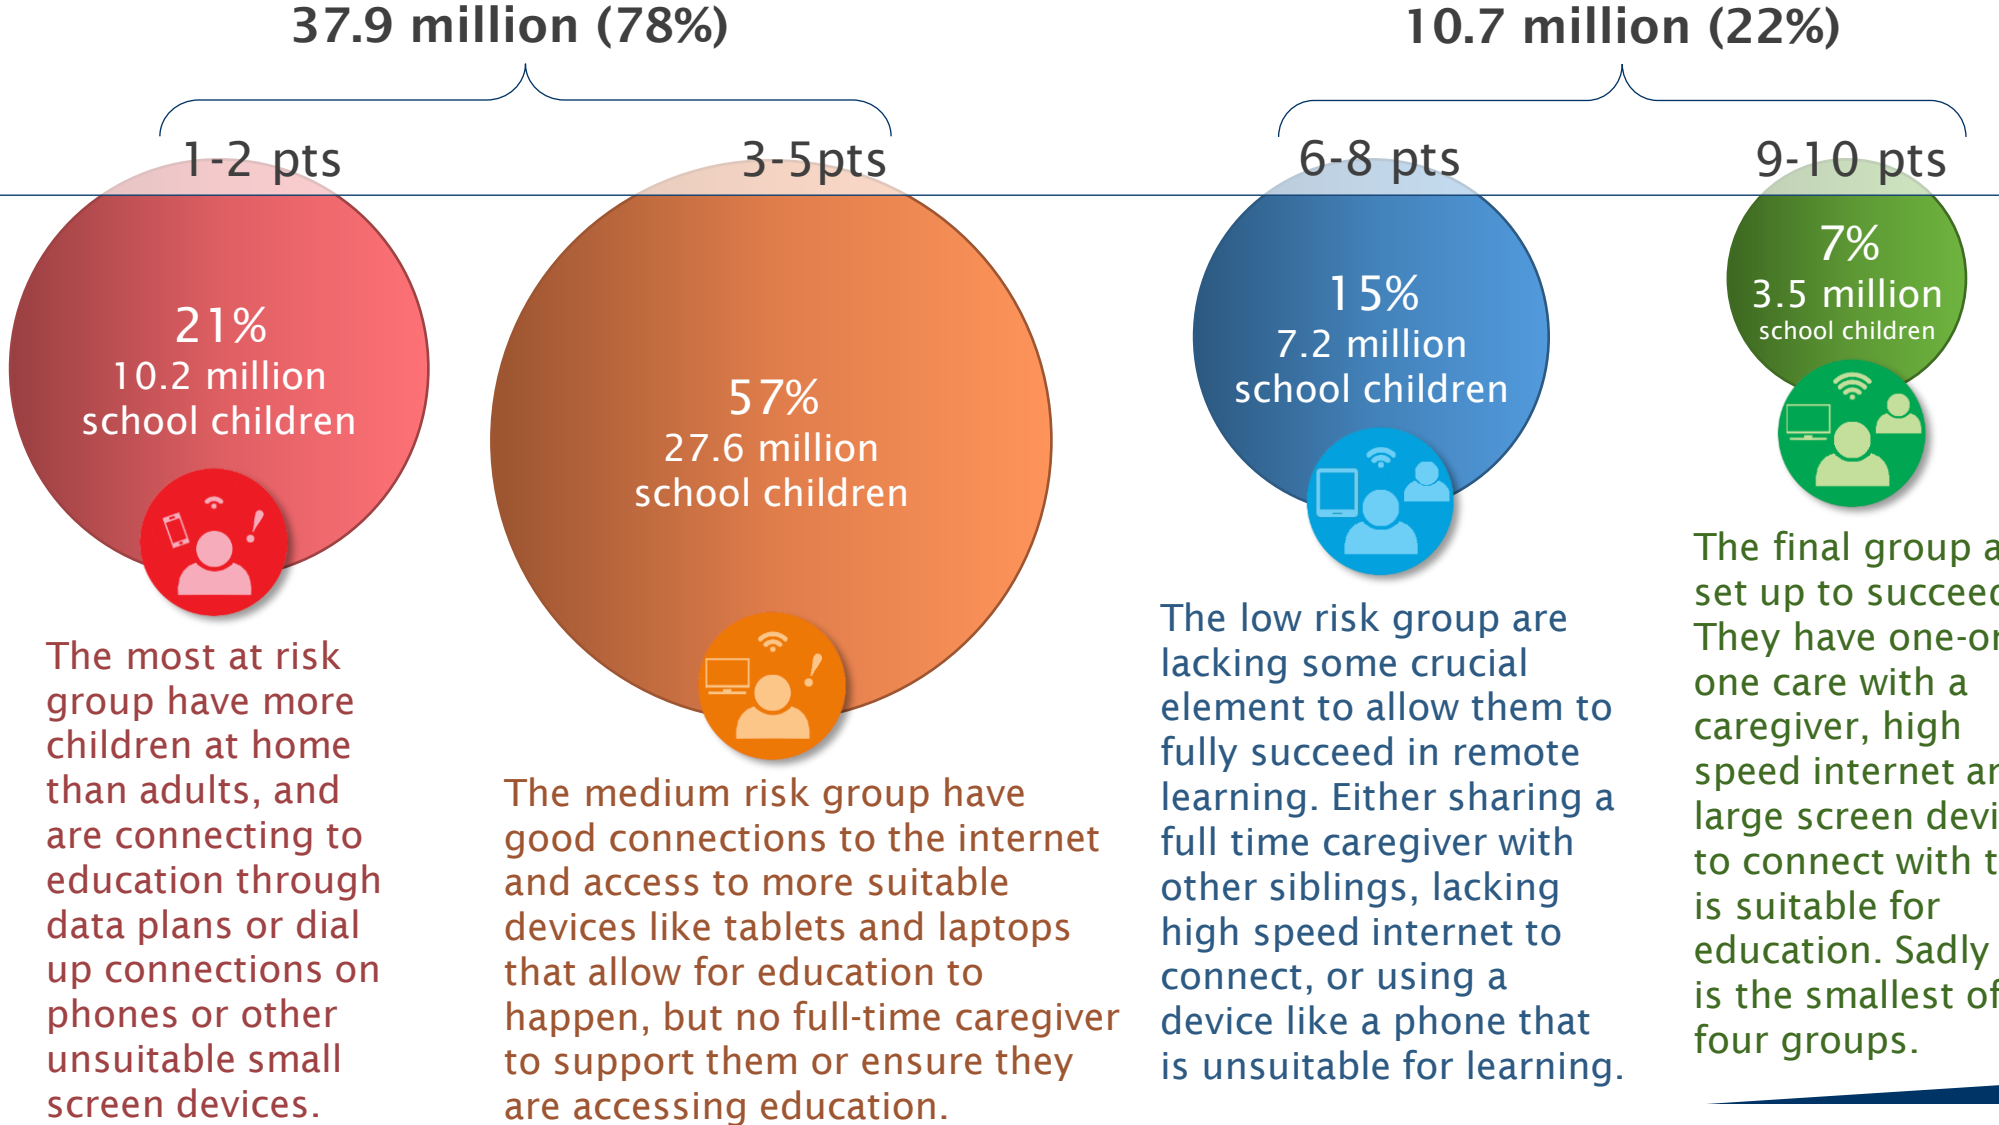 37.9 million (78%)
10.7 million (22%)
1-2 pts
3-5pts
6-8 pts
9-10 pts
21%
10.2 million
school children
57%
27.6 million
school children
15%
7.2 million
school children
7%
3.5 million
school children
The most at risk
group have more
children at home
than adults, and
are connecting to
education through
data plans or dial
up connections on
phones or other
unsuitable small
screen devices.
The medium risk group have
good connections to the internet
and access to more suitable
devices like tablets and laptops
that allow for education to
happen, but no full-time caregiver
to support them or ensure they
are accessing education.
The low risk group are
lacking some crucial
element to allow them to
fully succeed in remote
learning. Either sharing a
full time caregiver with
other siblings, lacking
high speed internet to
connect, or using a
device like a phone that
is unsuitable for learning.
The final group
set up to succeed
They have
one care with a
caregiver, high
speed internet
large screen
to connect with
is suitable for
education. Sadly
is the smallest of
four groups.